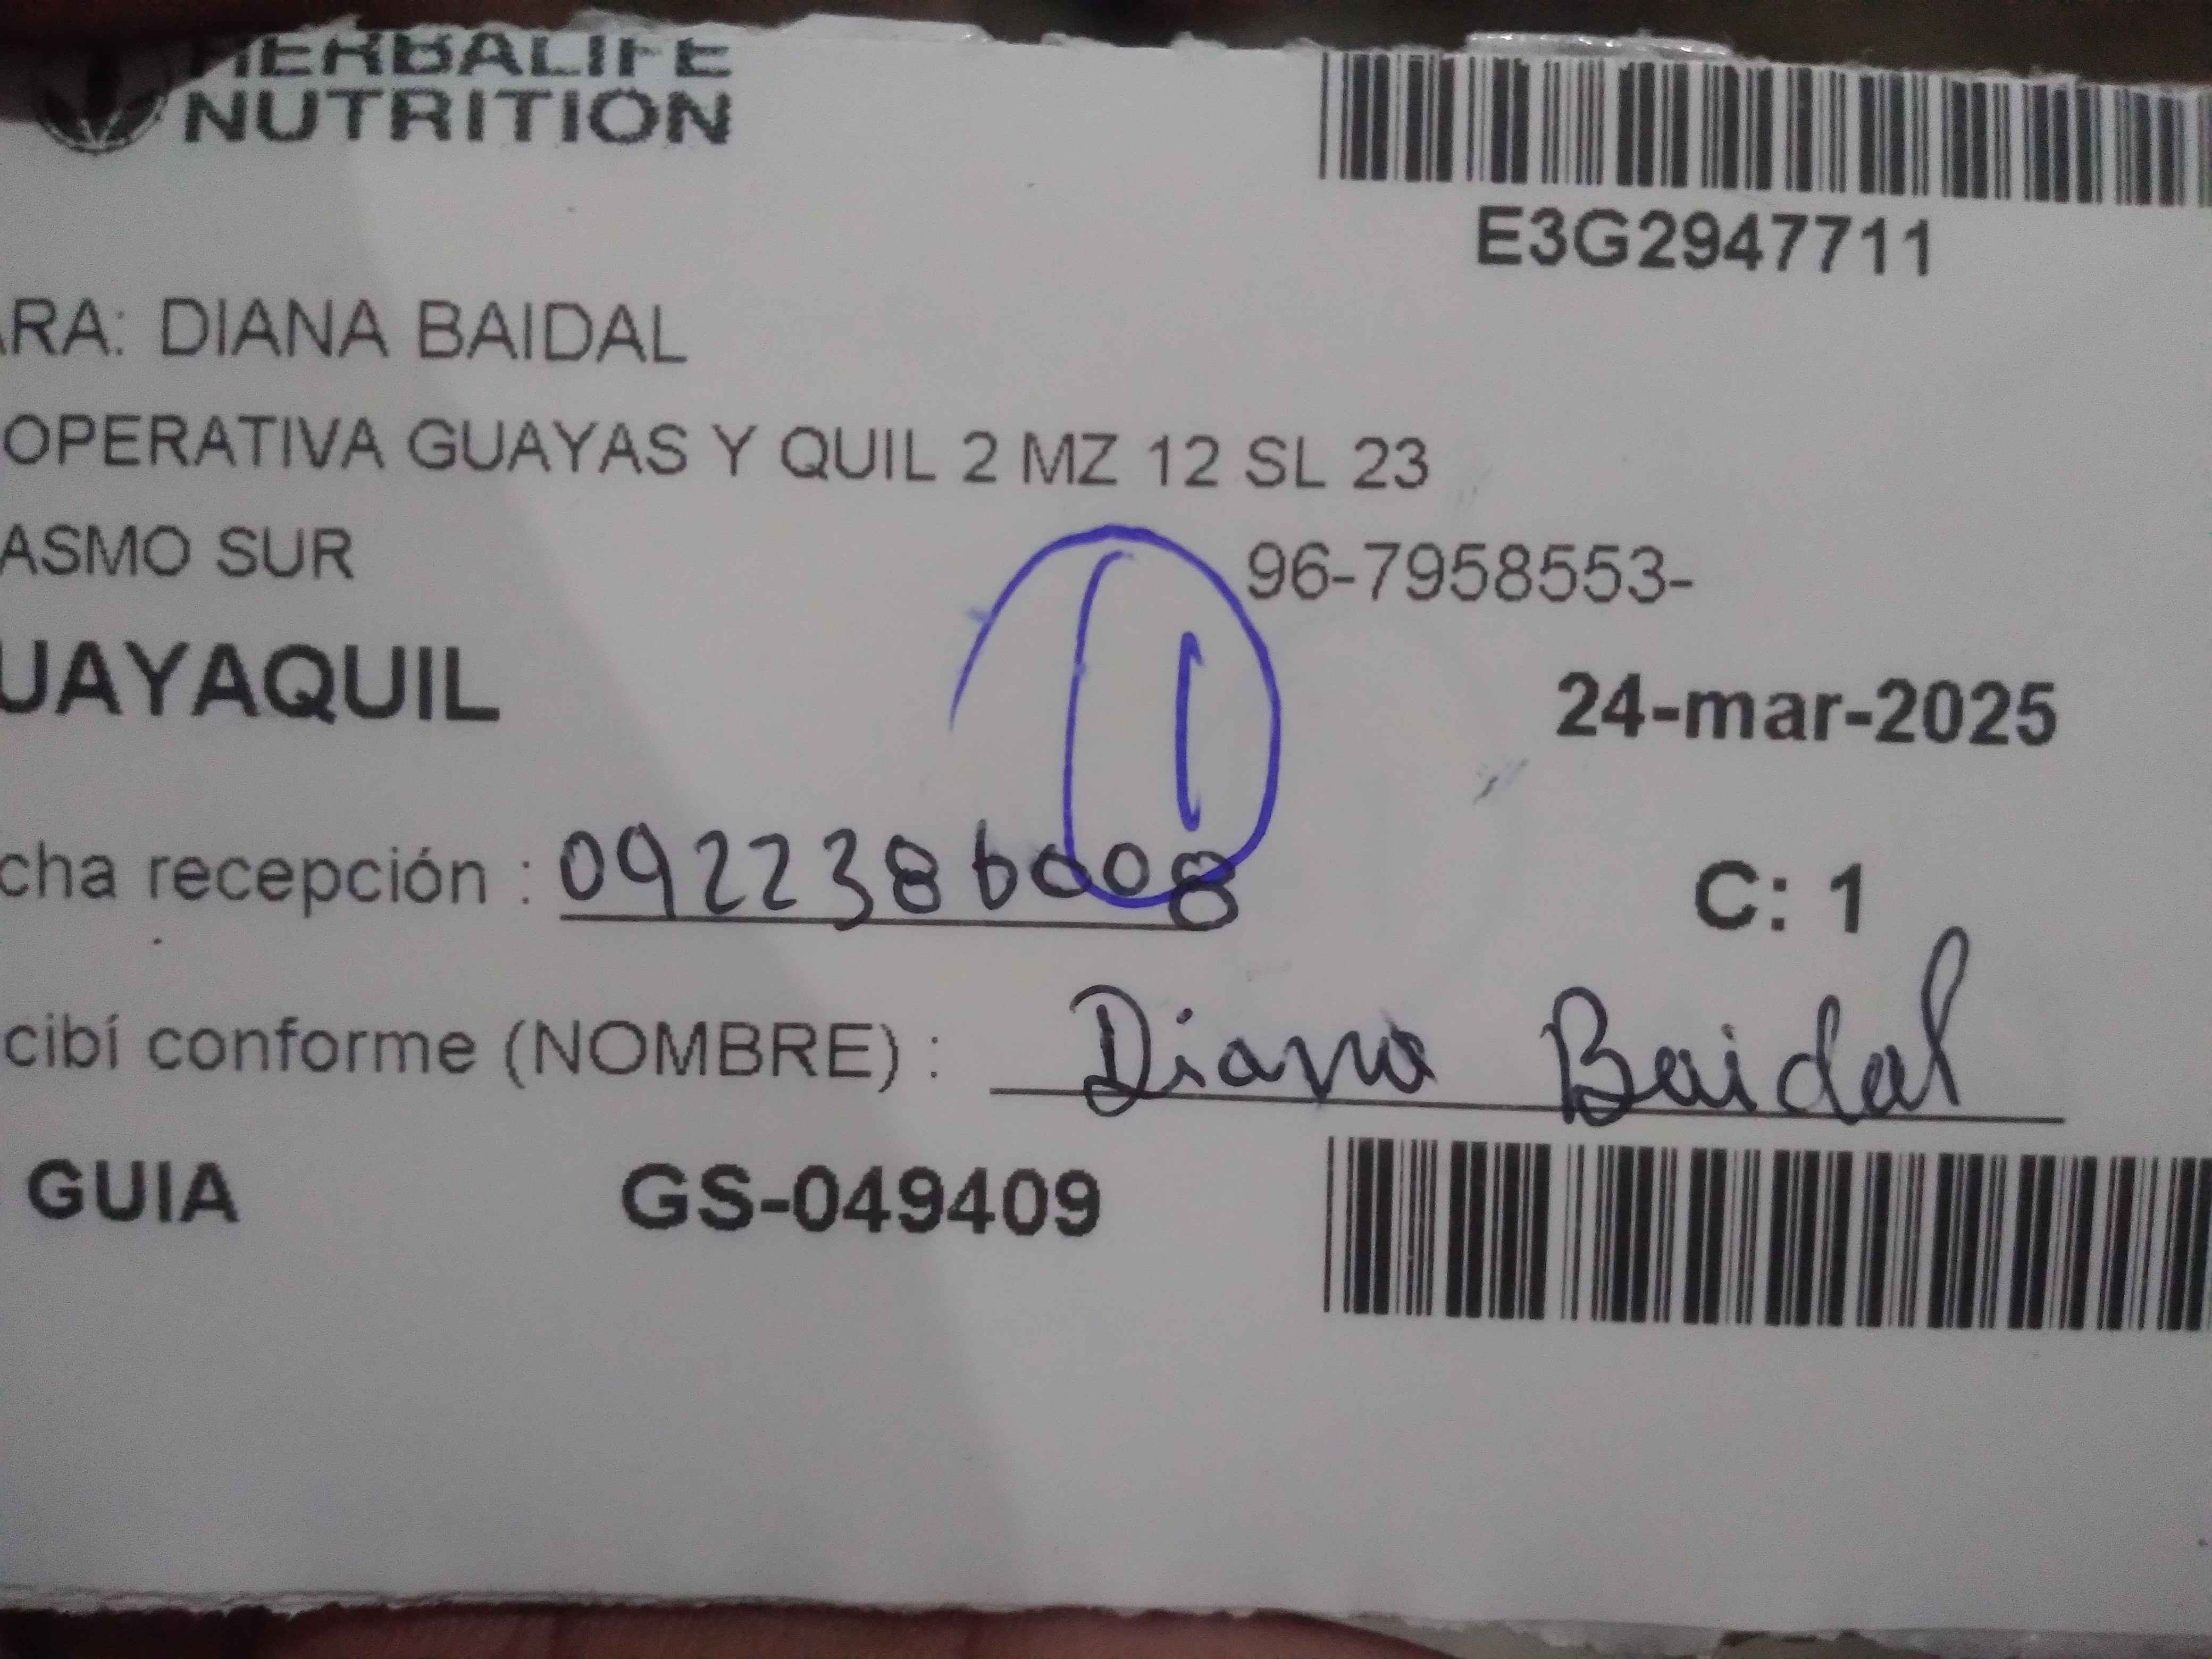 HERBALIFE
NUTRITION
E3G2947711
ARA: DIANA BAIDAL
OPERATIVA GUAYAS Y QUIL 2 MZ 12 SL 23
ASMO SUR 96-7958553-
UAYAQUIL 24-mar-2025
1
cha recepción : 0922386008 C: 1
cibí conforme (NOMBRE) : Diana Baidal
GUIA GS-049409